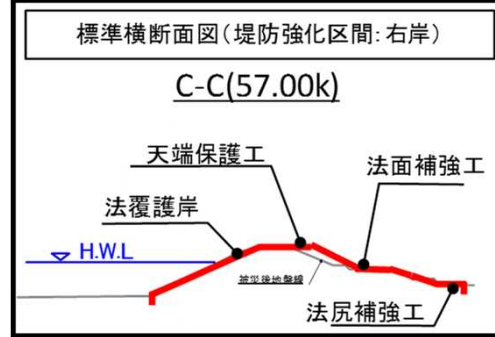 標準横断面図(堤防強化区間:右岸)
C-C(57.00k)
天端保護工
法面補強工
法覆護岸
H.W.L
被災後地盤線
法尻補強工